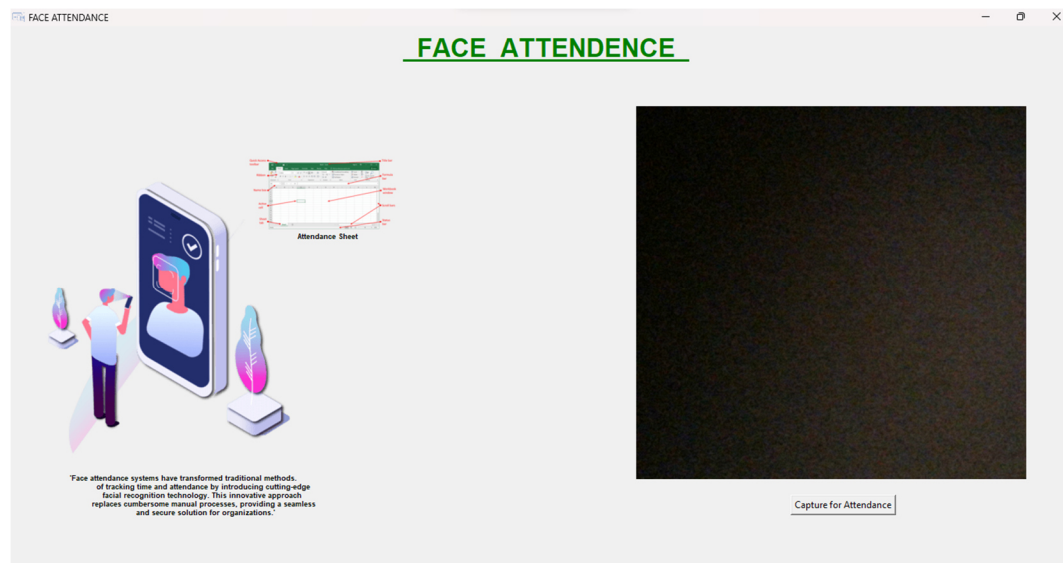 FACE ATTENDANCE
FACE ATTENDENCE
Attendance Sheet
"Face attendance systems have transformed traditional methods.
of tracking time and attendance by introducing cutting-edge
facial recognition technology. This innovative approach
replaces cumbersome manual processes, providing a seamless
and secure solution for organizations."
Capture for Attendance